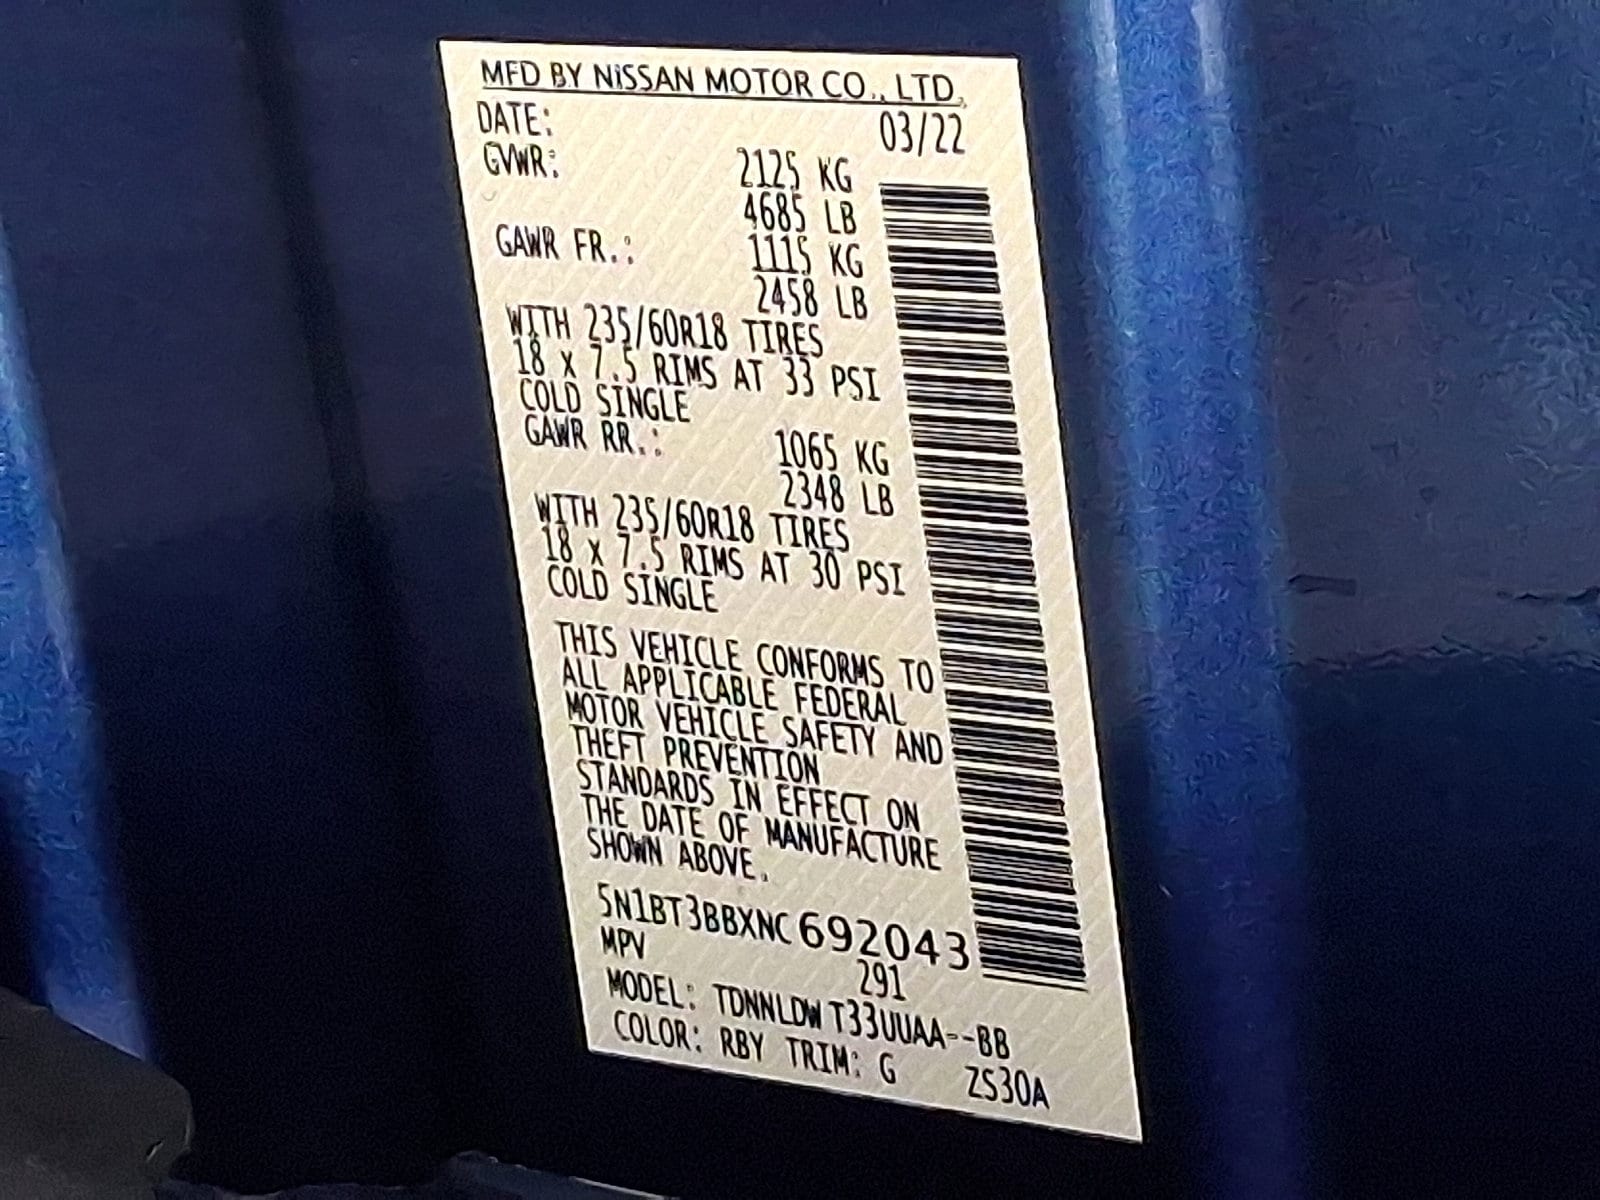 MFD BY NISSAN MOTOR CO., LTD.
DATE: 03/22
GVWR: 2125 KG
4685 LB
GAWR FR.: 1115 KG
2458 LB
WITH 235/60R18 TIRES
18 X 7.5 RIMS AT 33 PSI
COLD SINGLE
GAWR RR.: 1065 KG
2348 LB
WITH 235/60R18 TIRES
18 X 7.5 RIMS AT 30 PSI
COLD SINGLE
THIS VEHICLE CONFORMS TO
ALL APPLICABLE FEDERAL
MOTOR VEHICLE SAFETY AND
THEFT PREVENTION
STANDARDS IN EFFECT ON
THE DATE OF MANUFACTURE
SHOWN ABOVE.
5N1BT3BBXNC692043
MPV 291
MODEL: TDNNLDW T33UUAA--BB
COLOR: RBY TRIM: G ZS30A